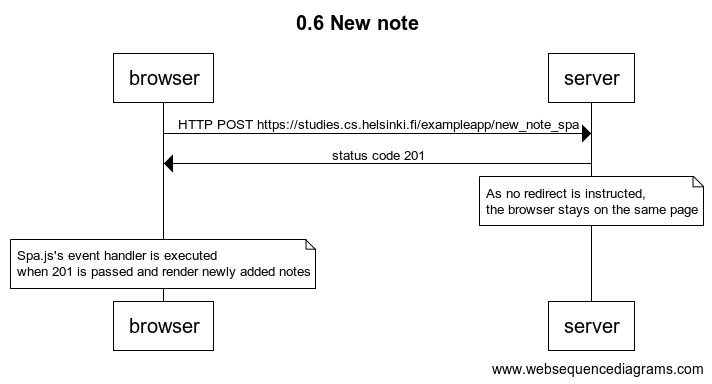 0.6 New note
browser
server
HTTP POST https://studies.cs.helsinki.fi/exampleapp/new_note_spa
status code 201
As no redirect is instructed,
the browser stays on the same page
Spa.js's event handler is executed
when 201 is passed and render newly added notes
browser
server
www.websequencediagrams.com